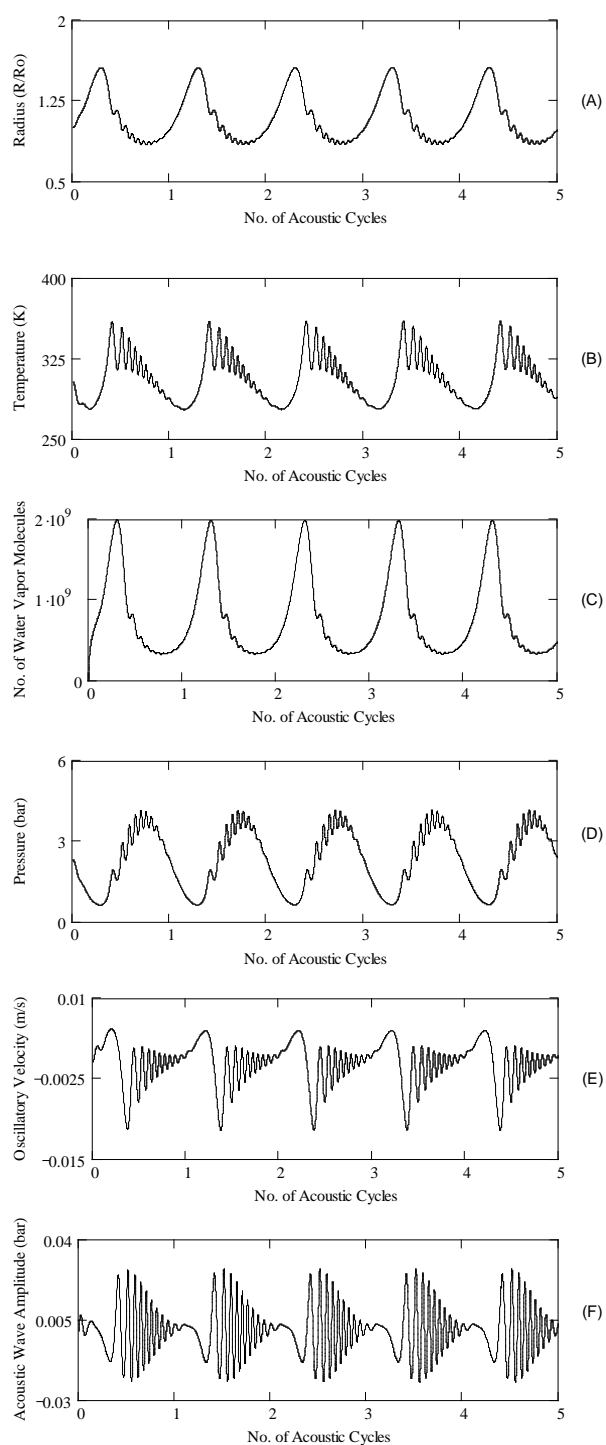 2
1.25
0.5
Radius (R/Ro)
0 1 2 3 4 5
No. of Acoustic Cycles
(A)
400
325
250
Temperature (K)
0 1 2 3 4 5
No. of Acoustic Cycles
(B)
2·10⁹
1·10⁹
0
No. of Water Vapor Molecules
0 1 2 3 4 5
No. of Acoustic Cycles
(C)
6
3
0
Pressure (bar)
0 1 2 3 4 5
No. of Acoustic Cycles
(D)
0.01
−0.0025
−0.015
Oscillatory Velocity (m/s)
0 1 2 3 4 5
No. of Acoustic Cycles
(E)
0.04
0.005
−0.03
Acoustic Wave Amplitude (bar)
0 1 2 3 4 5
No. of Acoustic Cycles
(F)